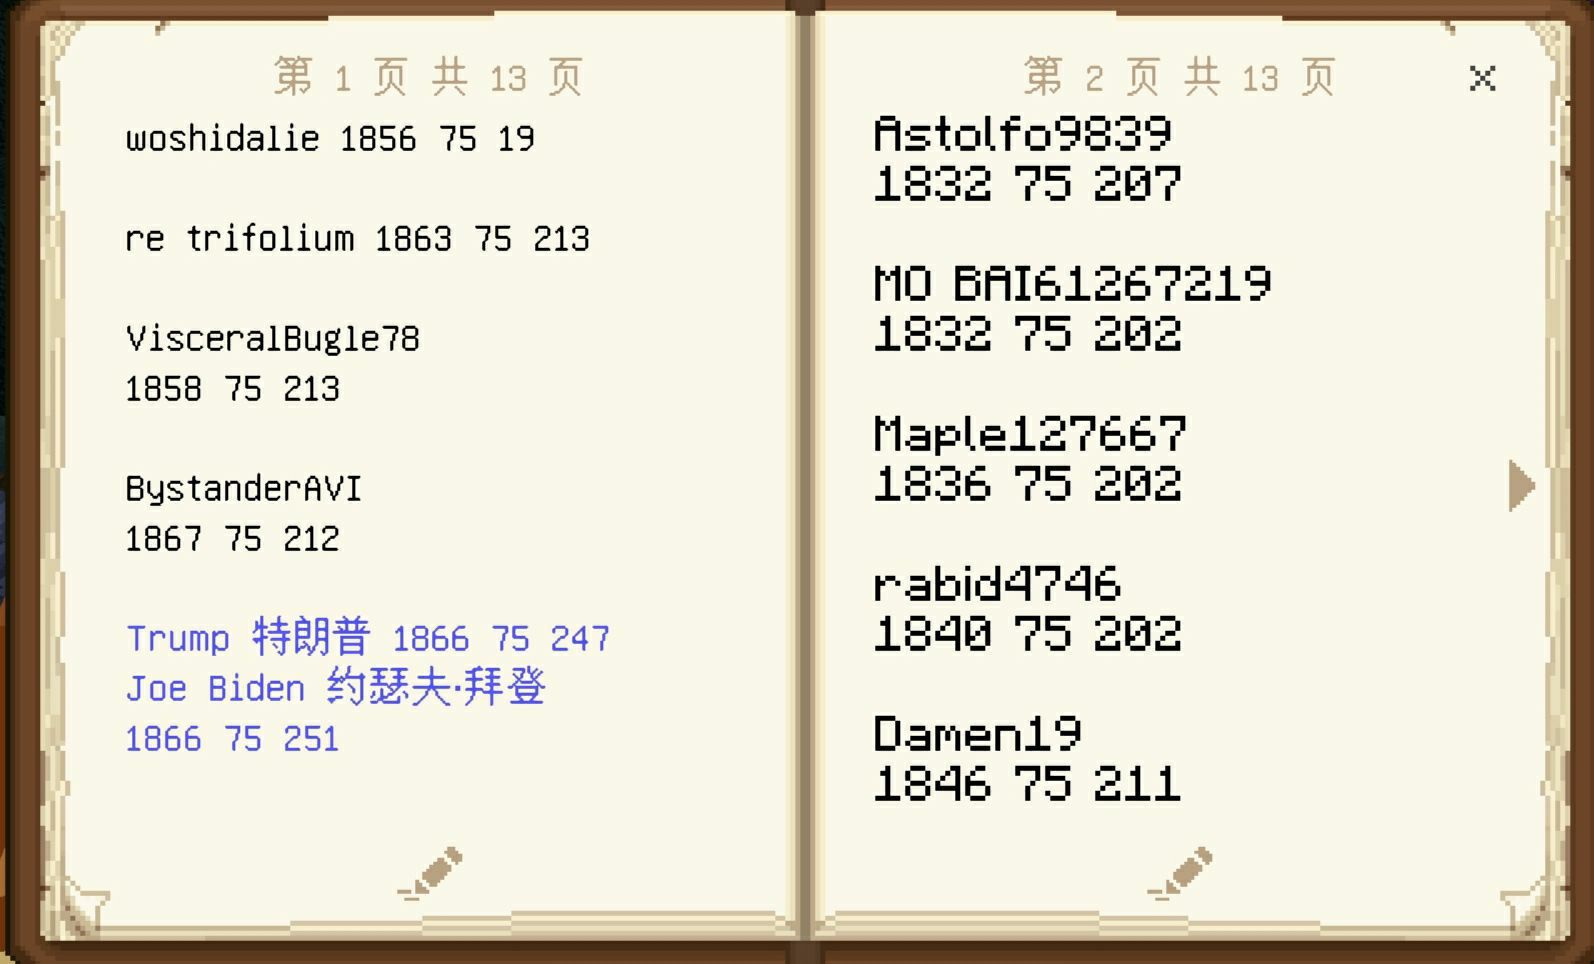 第 1 页 共 13 页
woshidalie 1856 75 19
re trifolium 1863 75 213
VisceralBugle78
1858 75 213
BystanderAVI
1867 75 212
Trump 特朗普 1866 75 247
Joe Biden 约瑟夫·拜登
1866 75 251
第 2 页 共 13 页
Astolfo9839
1832 75 207
MO BAI61267219
1832 75 202
Maple127667
1836 75 202
rabid4746
1840 75 202
Damen19
1846 75 211